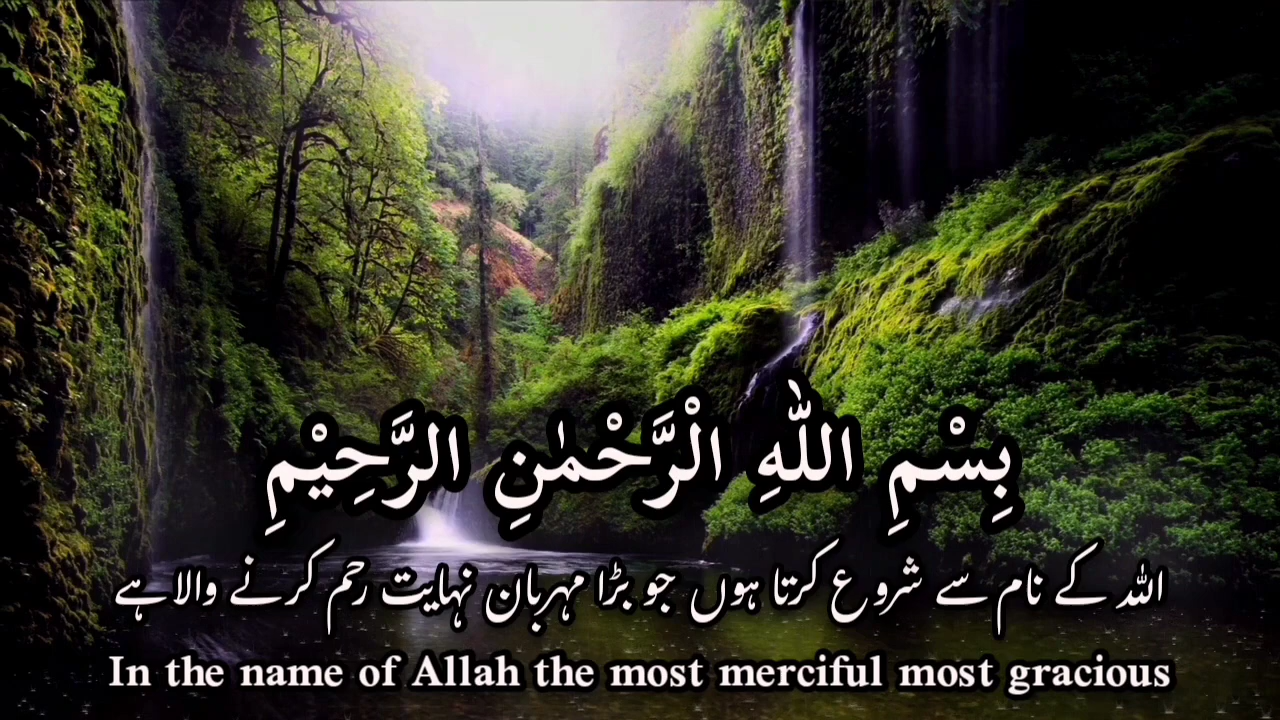 بِسْمِ اللّٰهِ الْرَّحْمٰنِ الرَّحِيْمِ
اللہ کے نام سے شروع کرتا ہوں جو بڑا مہربان نہایت رحم کرنے والا ہے
In the name of Allah the most merciful most gracious